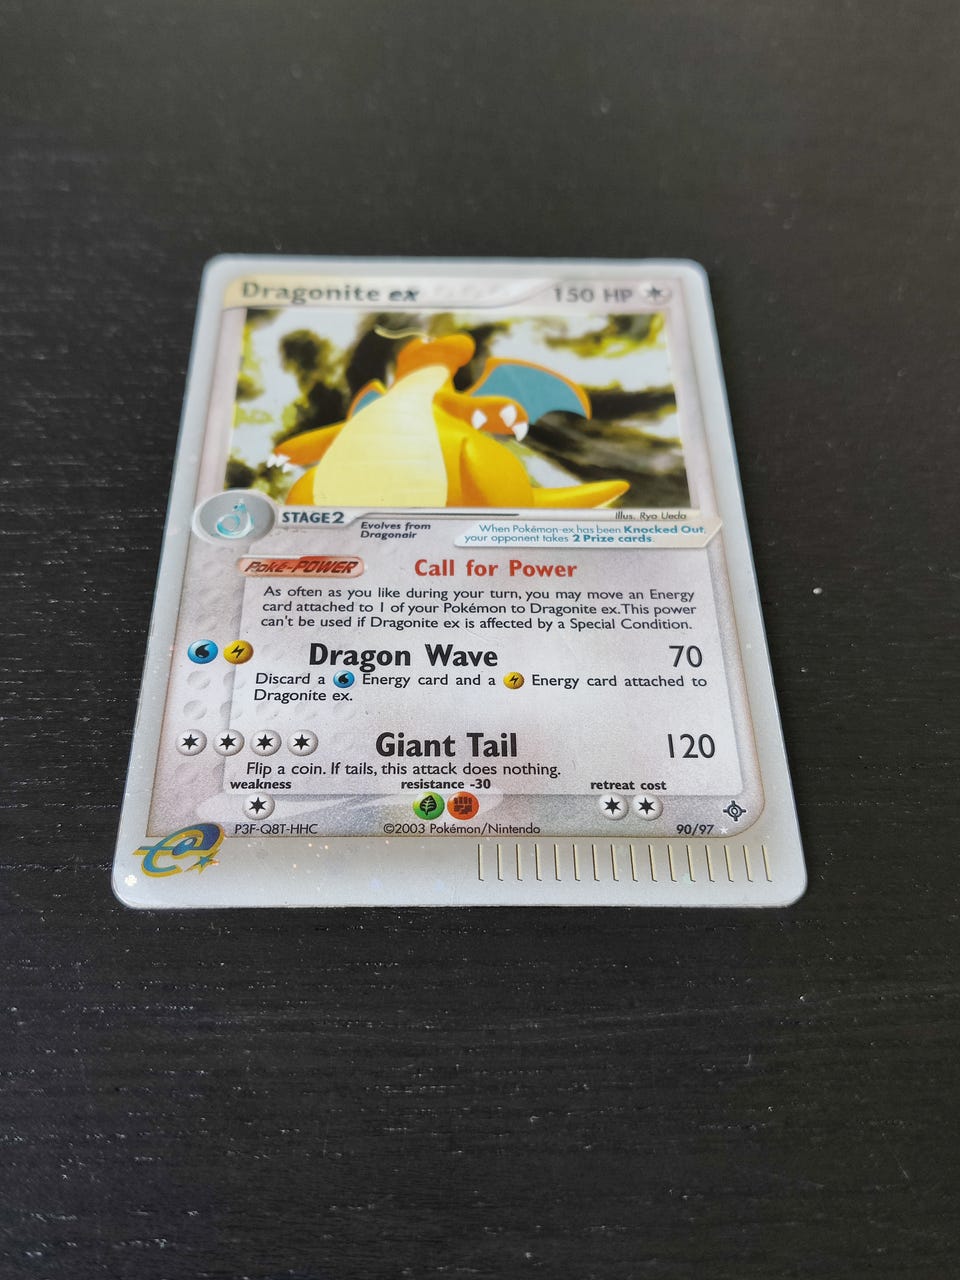 Dragonite ex 150 HP
Illus. Ryo Ueda
STAGE2
Evolves from
Dragonair
When Pokémon-ex has been Knocked Out,
your opponent takes 2 Prize cards.
Poké-POWER Call for Power
As often as you like during your turn, you may move an Energy
card attached to 1 of your Pokémon to Dragonite ex.This power
can't be used if Dragonite ex is affected by a Special Condition.
Dragon Wave 70
Discard a Energy card and a Energy card attached to
Dragonite ex.
Giant Tail 120
Flip a coin. If tails, this attack does nothing.
weakness resistance -30 retreat cost
P3F-Q8T-HHC ©2003 Pokémon/Nintendo 90/97
e